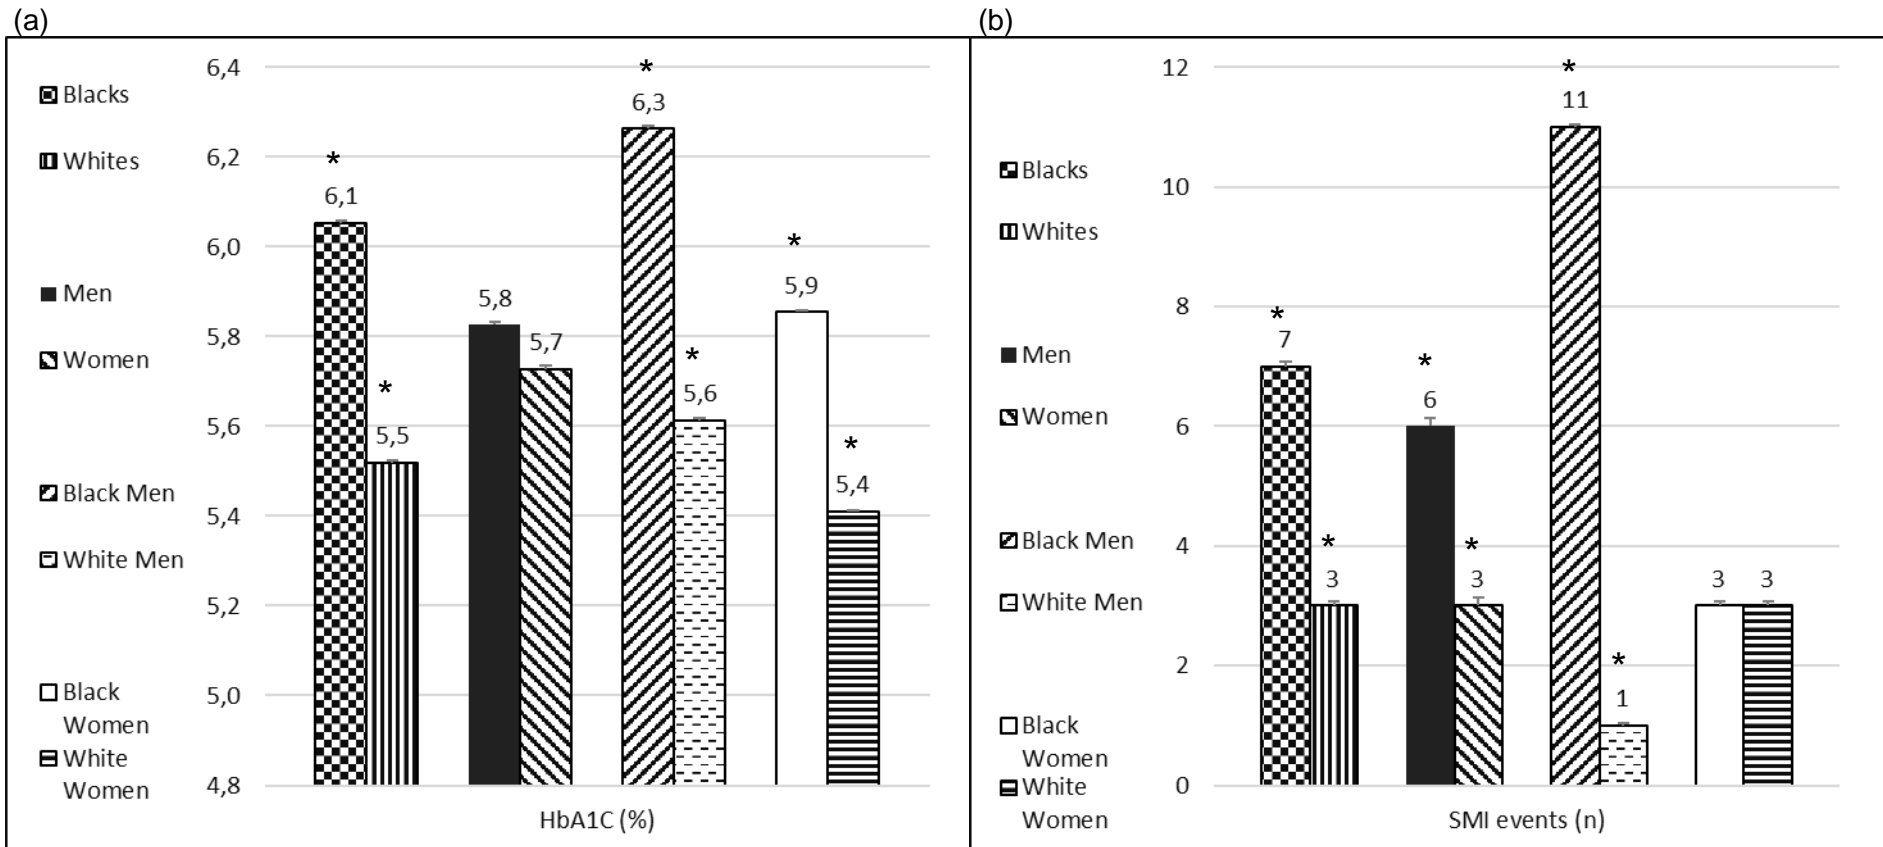 (a)
Blacks
Whites
Men
Women
Black Men
White Men
Black
Women
White
Women
6,4
6,2
6,0
5,8
5,6
5,4
5,2
5,0
4,8
*
6,1
*
5,5
5,8
5,7
*
6,3
*
5,6
*
5,9
*
5,4
HbA1C (%)
(b)
Blacks
Whites
Men
Women
Black Men
White Men
Black
Women
White
Women
12
10
8
6
4
2
0
*
7
*
3
*
6
*
3
*
11
*
1
3
3
SMI events (n)